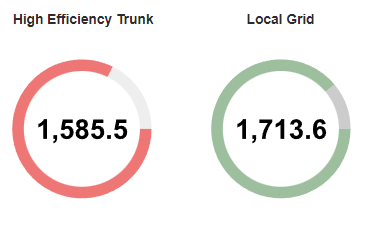 High Efficiency Trunk
Local Grid
1,585.5
1,713.6